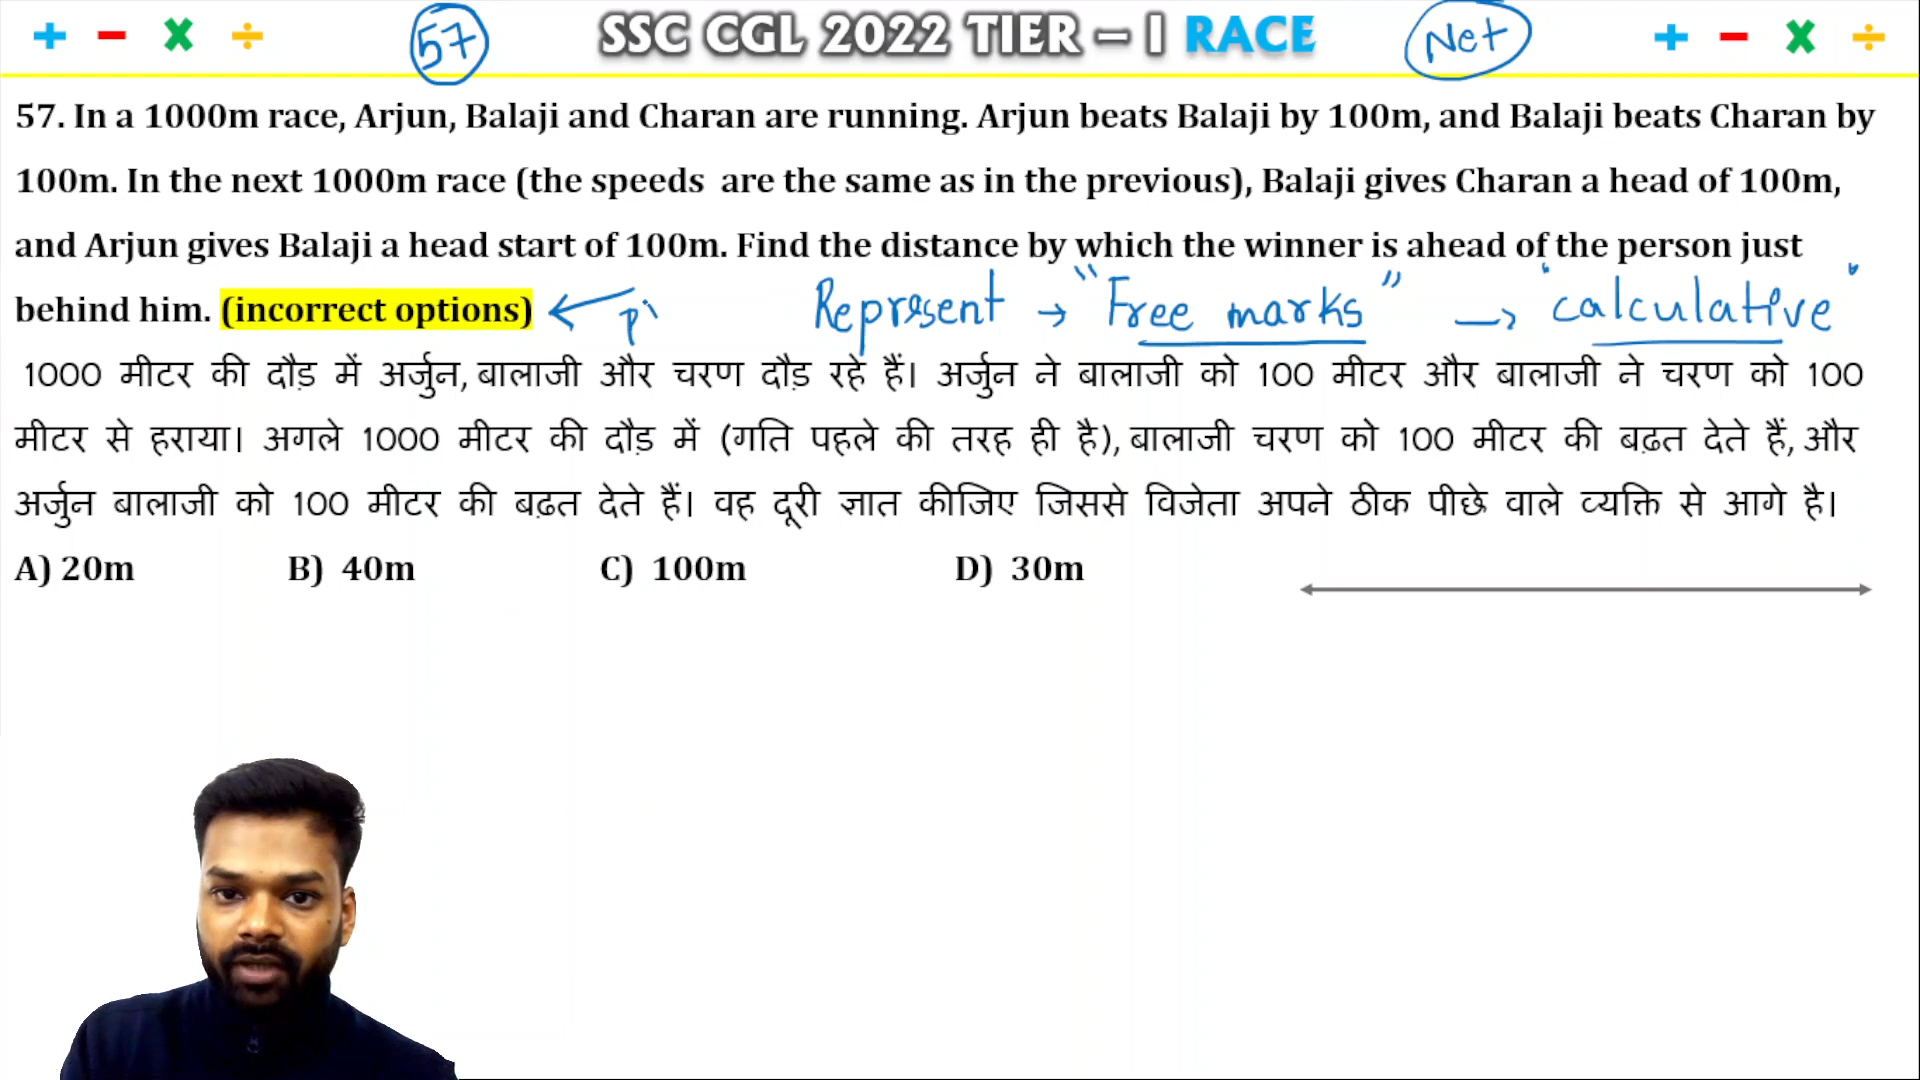 + − × ÷ 57 SSC CGL 2022 TIER – I RACE Net + − × ÷
57. In a 1000m race, Arjun, Balaji and Charan are running. Arjun beats Balaji by 100m, and Balaji beats Charan by
100m. In the next 1000m race (the speeds are the same as in the previous), Balaji gives Charan a head of 100m,
and Arjun gives Balaji a head start of 100m. Find the distance by which the winner is ahead of the person just
behind him. (incorrect options) ← Represent → "Free marks" → "calculative"
1000 मीटर की दौड़ में अर्जुन, बालाजी और चरण दौड़ रहे हैं। अर्जुन ने बालाजी को 100 मीटर और बालाजी ने चरण को 100
मीटर से हराया। अगले 1000 मीटर की दौड़ में (गति पहले की तरह ही है), बालाजी चरण को 100 मीटर की बढ़त देते हैं, और
अर्जुन बालाजी को 100 मीटर की बढ़त देते हैं। वह दूरी ज्ञात कीजिए जिससे विजेता अपने ठीक पीछे वाले व्यक्ति से आगे है।
A) 20m B) 40m C) 100m D) 30m